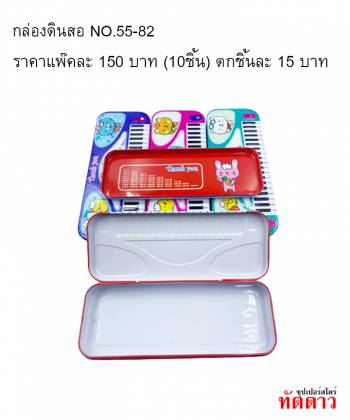 กล่องดินสอ NO.55-82
ราคาแพ๊คละ 150 บาท (10ชิ้น) ตกชิ้นละ 15 บาท
Thank you
Thank you
ซุปเปอร์สโตร์
ทัดดาว